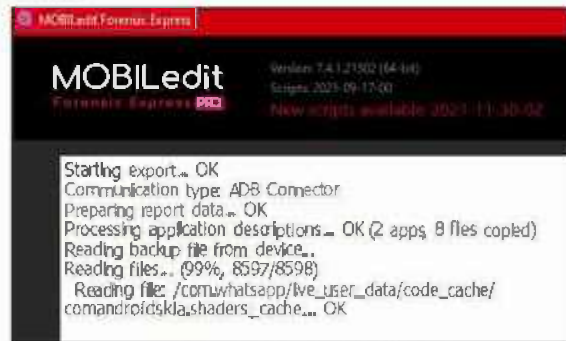 MOBILedit Forensic Express
MOBILedit
Forensic Express PRO
Version: 7.4.1.21502 (64-bit)
Scripts: 2021-09-17-00
New scripts available 2021-11-30-02
Starting export... OK
Communication type: ADB Connector
Preparing report data... OK
Processing application descriptions... OK (2 apps, 8 files copied)
Reading backup file from device...
Reading files... (99%, 8597/8598)
Reading file: /com.whatsapp/live_user_data/code_cache/
com.android.skia.shaders_cache... OK